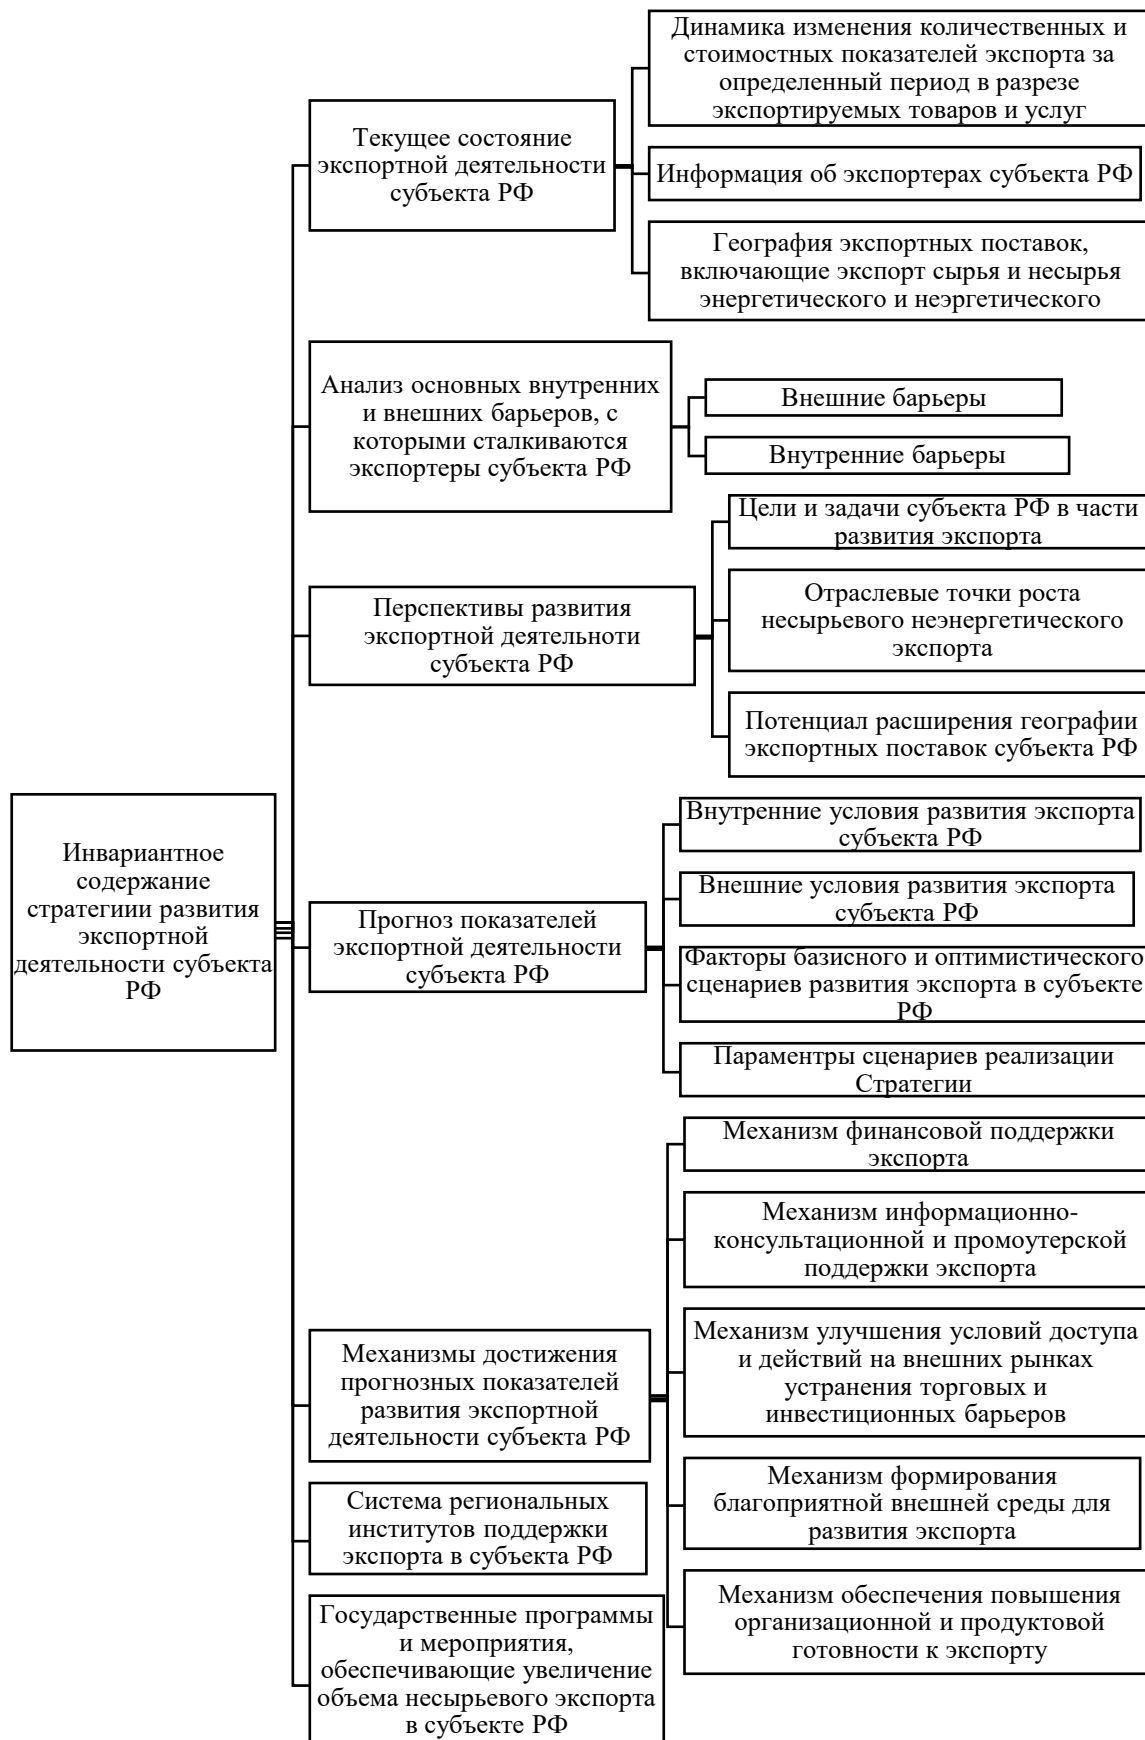 Инвариантное
содержание
стратегиии развития
экспортной
деятельности субъекта
РФ
Текущее состояние
экспортной деятельности
субъекта РФ
Динамика изменения количественных и
стоимостных показателей экспорта за
определенный период в разрезе
экспортируемых товаров и услуг
Информация об экспортерах субъекта РФ
География экспортных поставок,
включающие экспорт сырья и несырья
энергетического и неэргетического
Анализ основных внутренних
и внешних барьеров, с
которыми сталкиваются
экспортеры субъекта РФ
Внешние барьеры
Внутренние барьеры
Перспективы развития
экспортной деятельноти
субъекта РФ
Цели и задачи субъекта РФ в части
развития экспорта
Отраслевые точки роста
несырьевого неэнергетического
экспорта
Потенциал расширения географии
экспортных поставок субъекта РФ
Прогноз показателей
экспортной деятельности
субъекта РФ
Внутренние условия развития экспорта
субъекта РФ
Внешние условия развития экспорта
субъекта РФ
Факторы базисного и оптимистического
сценариев развития экспорта в субъекте
РФ
Параментры сценариев реализации
Стратегии
Механизмы достижения
прогнозных показателей
развития экспортной
деятельности субъекта РФ
Механизм финансовой поддержки
экспорта
Механизм информационно-
консультационной и промоутерской
поддержки экспорта
Механизм улучшения условий доступа
и действий на внешних рынках
устранения торговых и
инвестиционных барьеров
Механизм формирования
благоприятной внешней среды для
развития экспорта
Механизм обеспечения повышения
организационной и продуктовой
готовности к экспорту
Система региональных
институтов поддержки
экспорта в субъекта РФ
Государственные программы
и мероприятия,
обеспечивающие увеличение
объема несырьевого экспорта
в субъекте РФ